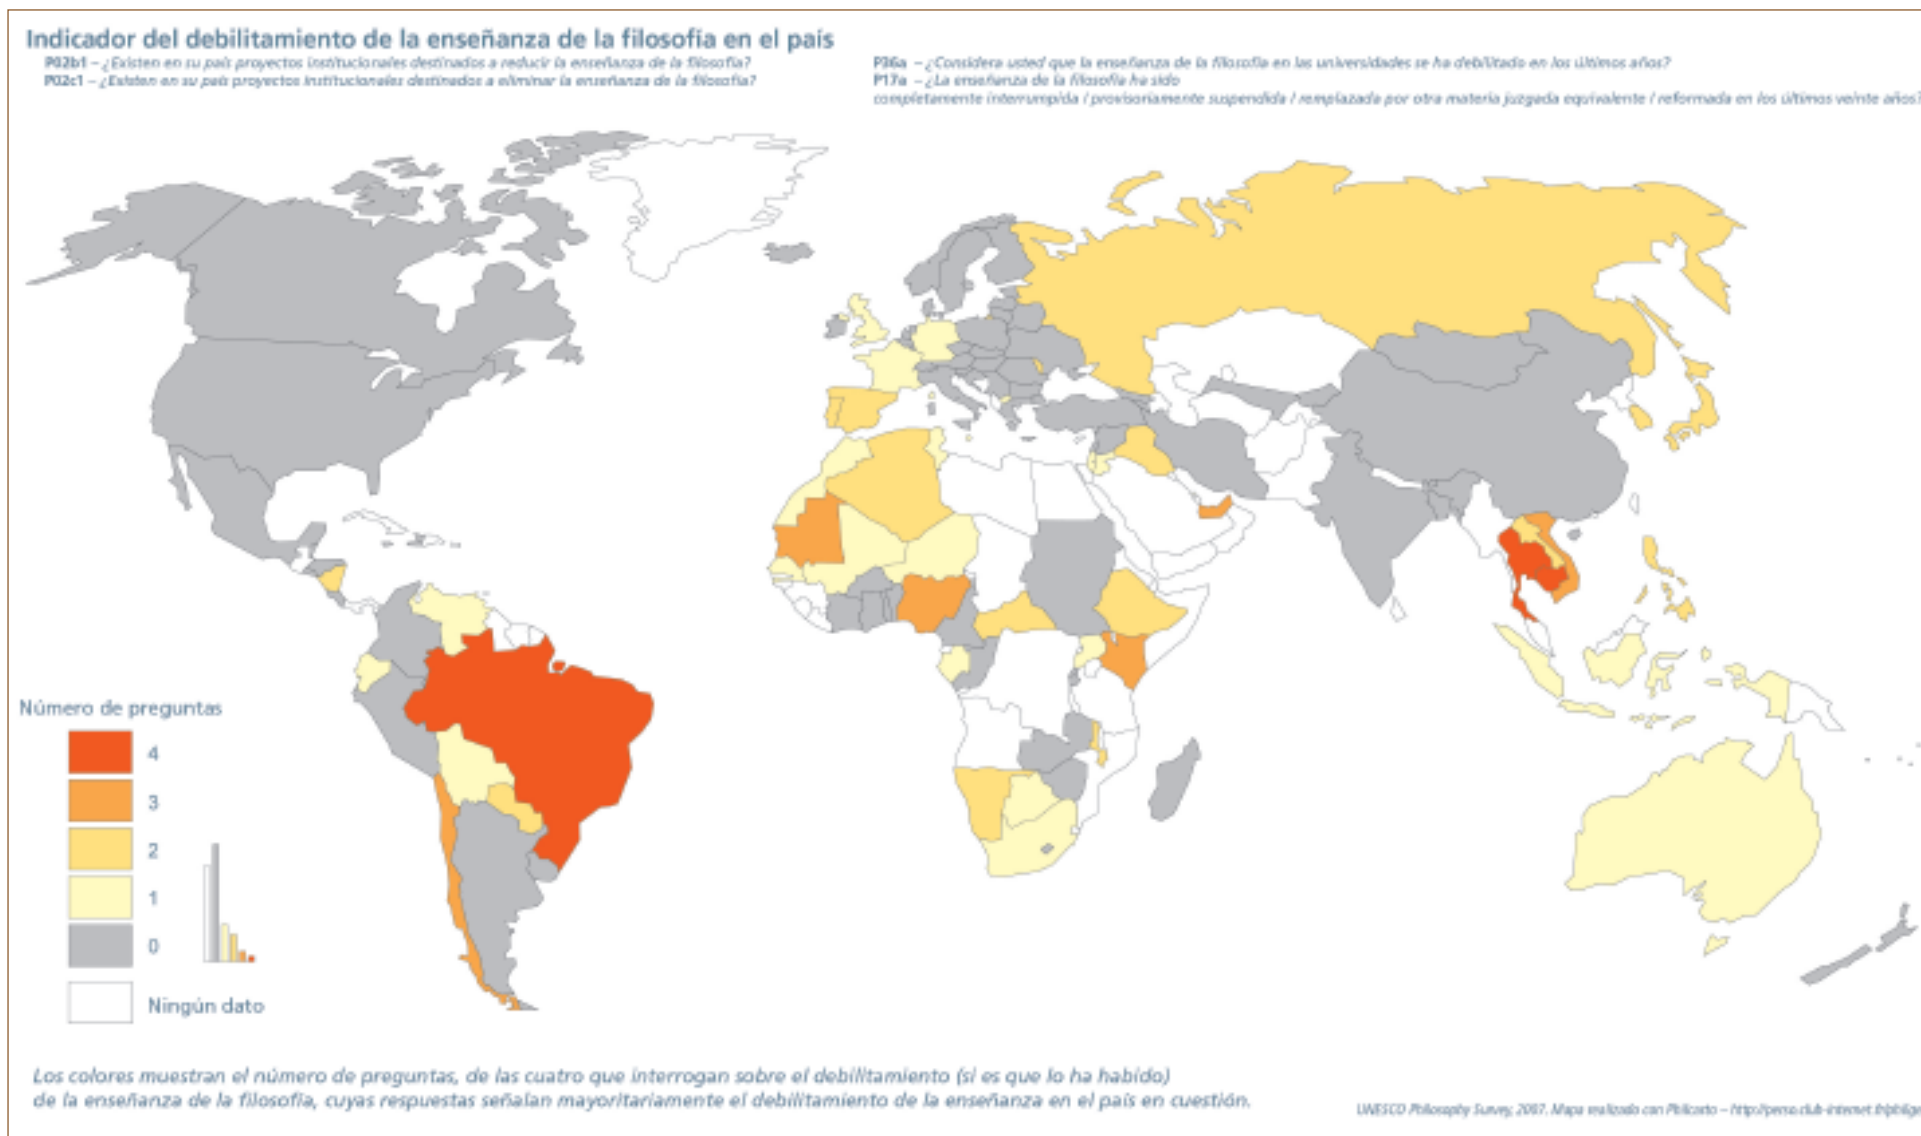 Indicador del debilitamiento de la enseñanza de la filosofía en el país
P02b1 – ¿Existen en su país proyectos institucionales destinados a reducir la enseñanza de la filosofía?
P02c1 – ¿Existen en su país proyectos institucionales destinados a eliminar la enseñanza de la filosofía?
P36a – ¿Considera usted que la enseñanza de la filosofía en las universidades se ha debilitado en los últimos años?
P17a – ¿La enseñanza de la filosofía ha sido
completamente interrumpida / provisoriamente suspendida / remplazada por otra materia juzgada equivalente / reformada en los últimos veinte años?
Número de preguntas
4
3
2
1
0
Ningún dato
Los colores muestran el número de preguntas, de las cuatro que interrogan sobre el debilitamiento (si es que lo ha habido)
de la enseñanza de la filosofía, cuyas respuestas señalan mayoritariamente el debilitamiento de la enseñanza en el país en cuestión.
UNESCO Philosophy Survey, 2007. Mapa realizado con Philcarto –